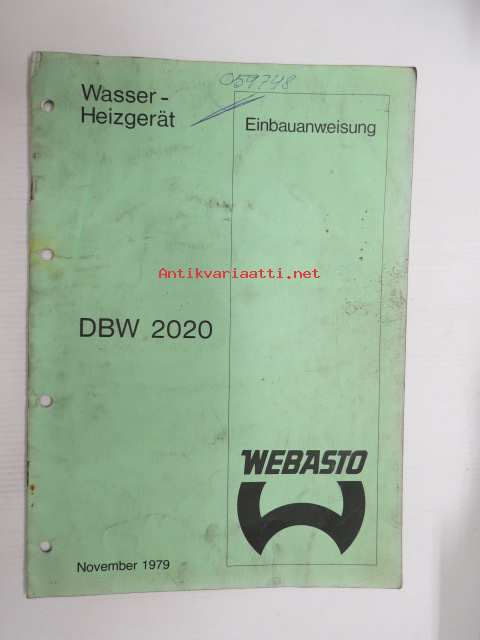 059748
Wasser-
Heizgerät
Einbauanweisung
Antikvariaatti.net
DBW 2020
WEBASTO
November 1979